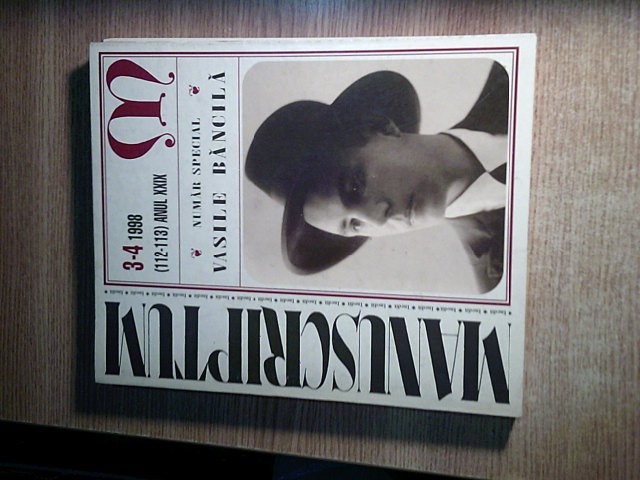 MANUSCRIPTUM
M
3-4 1998
(112-113) ANUL XXIX
NUMĂR SPECIAL
VASILE BĂNCILĂ